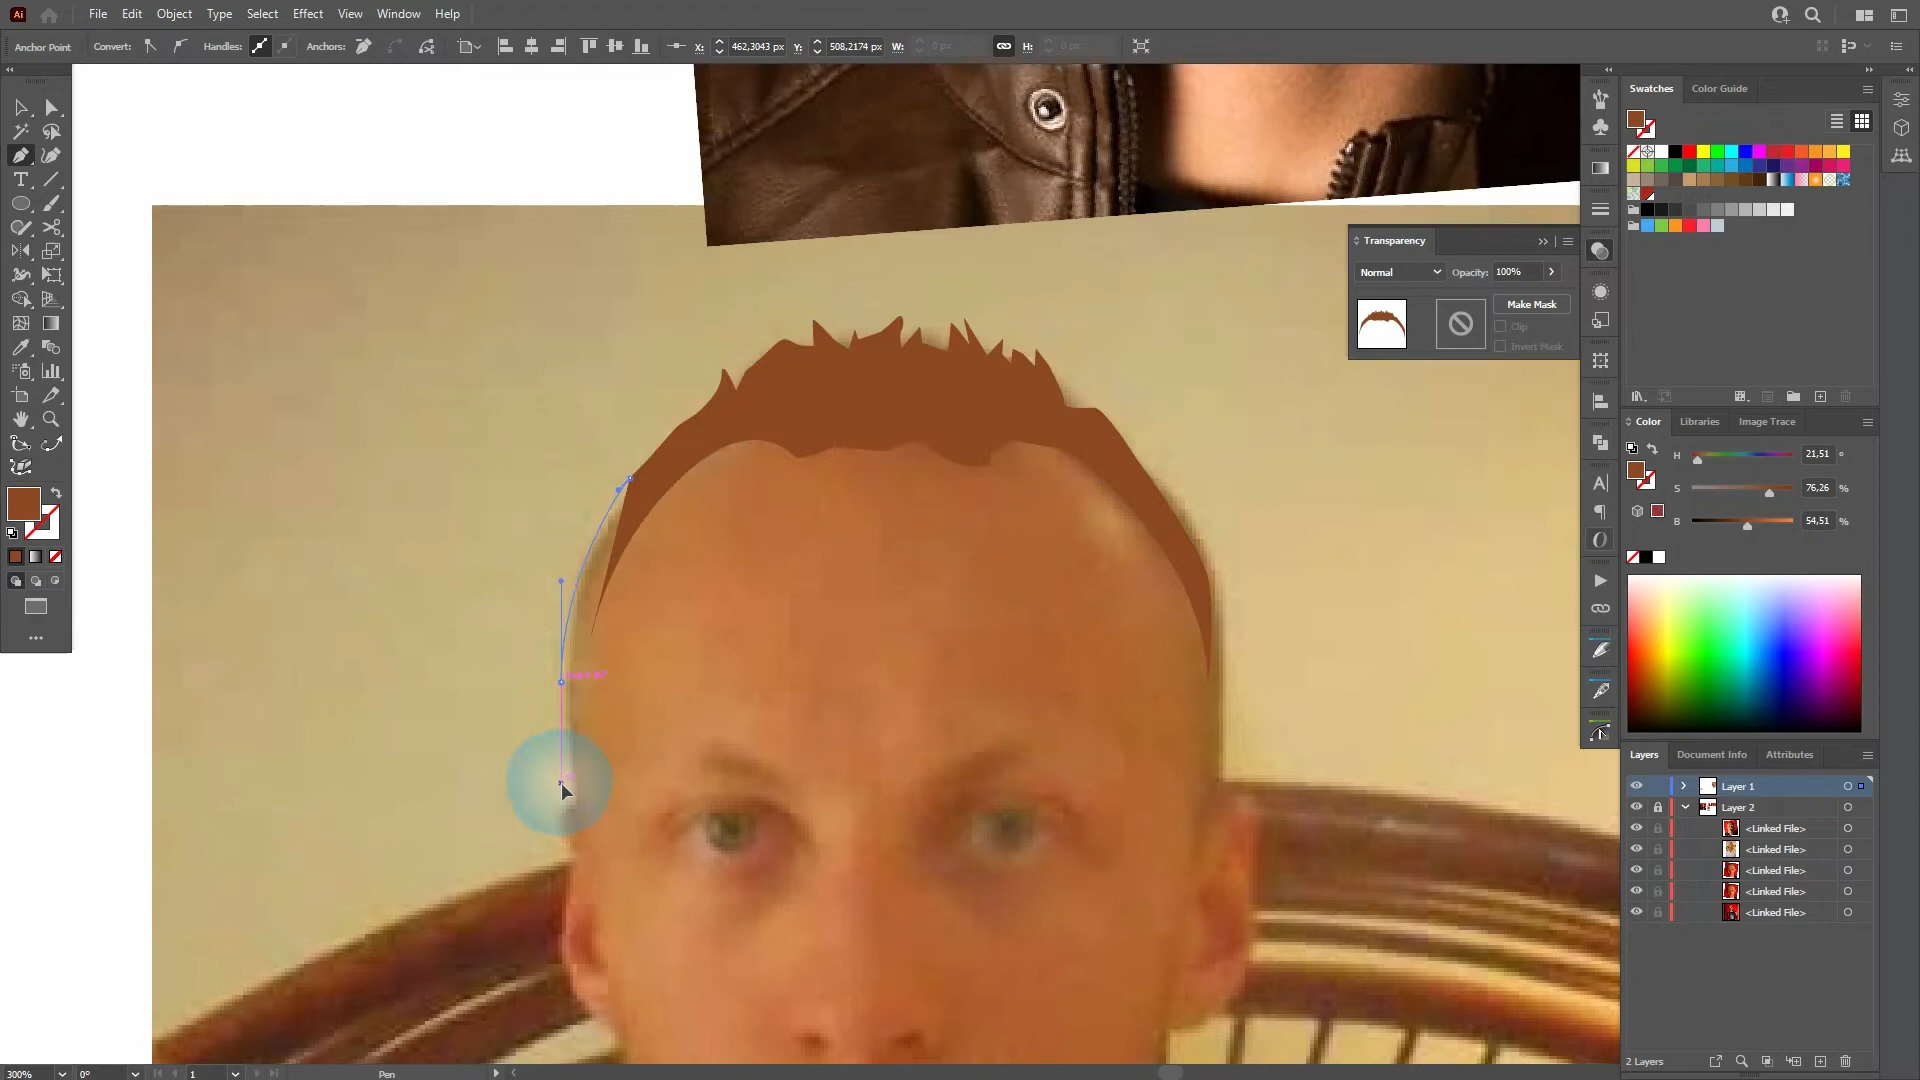 Ai File Edit Object Type Select Effect View Window Help
Anchor Point Convert: Handles: Anchors: X: 462,3043 px Y: 508,2174 px W: 0 px H: 0 px
Swatches Color Guide
Transparency
Normal Opacity: 100%
Make Mask
Clip
Invert Mask
Color Libraries Image Trace
H 21,51 °
S 76,26 %
B 54,51 %
Layers Document Info Attributes
Layer 1
Layer 2
<Linked File>
<Linked File>
<Linked File>
<Linked File>
<Linked File>
2 Layers
300% 0° 1 Pen